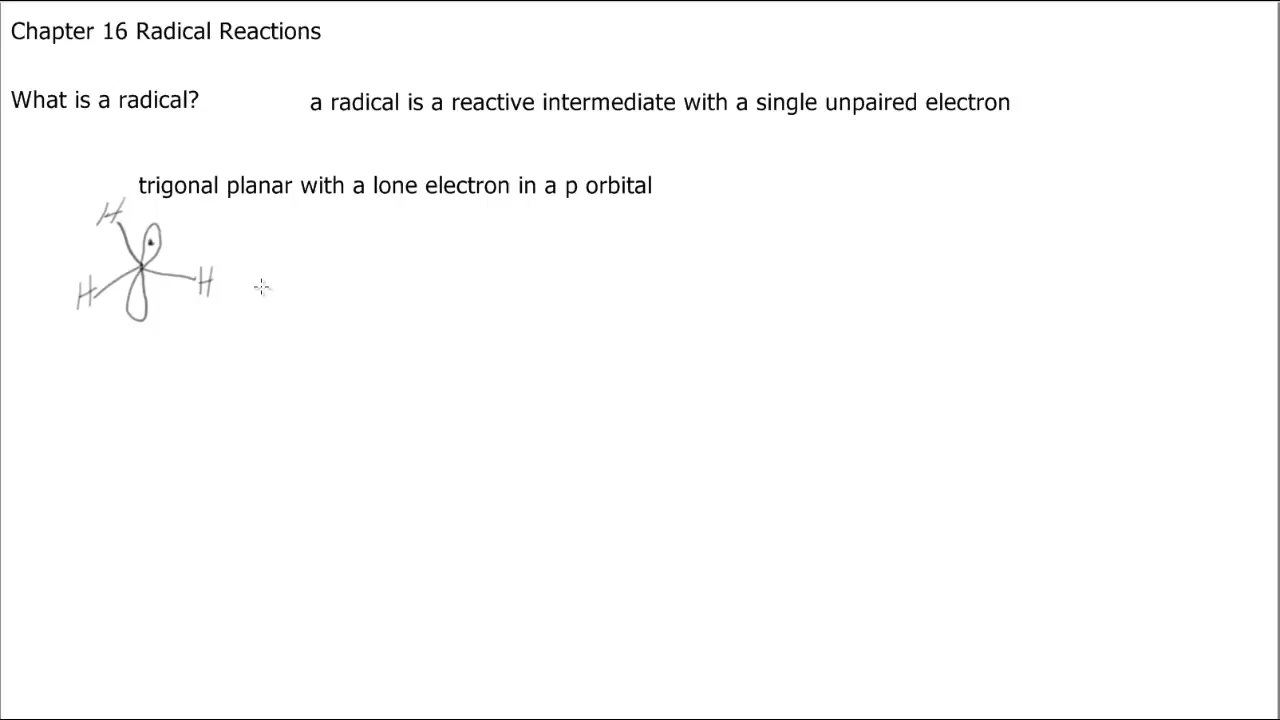 Chapter 16 Radical Reactions
What is a radical? a radical is a reactive intermediate with a single unpaired electron
trigonal planar with a lone electron in a p orbital
H
H H